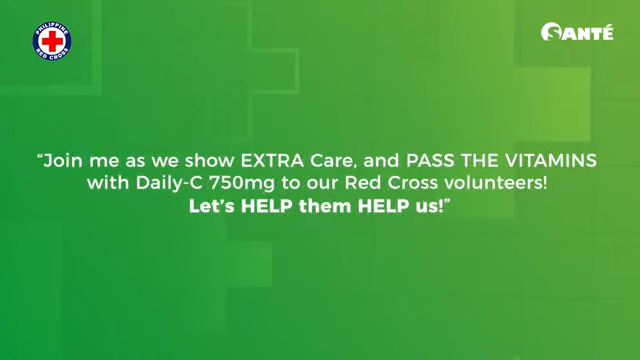 PHILIPPINE
RED CROSS
SANTÉ
“Join me as we show EXTRA Care, and PASS THE VITAMINS
with Daily-C 750mg to our Red Cross volunteers!
Let’s HELP them HELP us!”